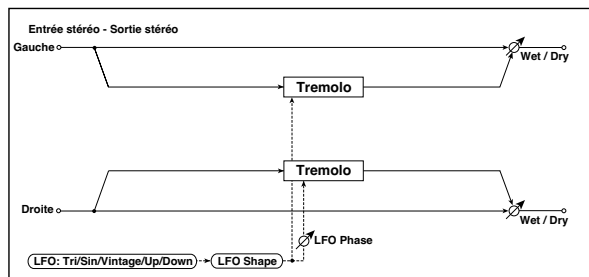 Entrée stéréo - Sortie stéréo
Gauche
Wet / Dry
Tremolo
Tremolo
Droite
Wet / Dry
LFO Phase
LFO: Tri/Sin/Vintage/Up/Down
LFO Shape